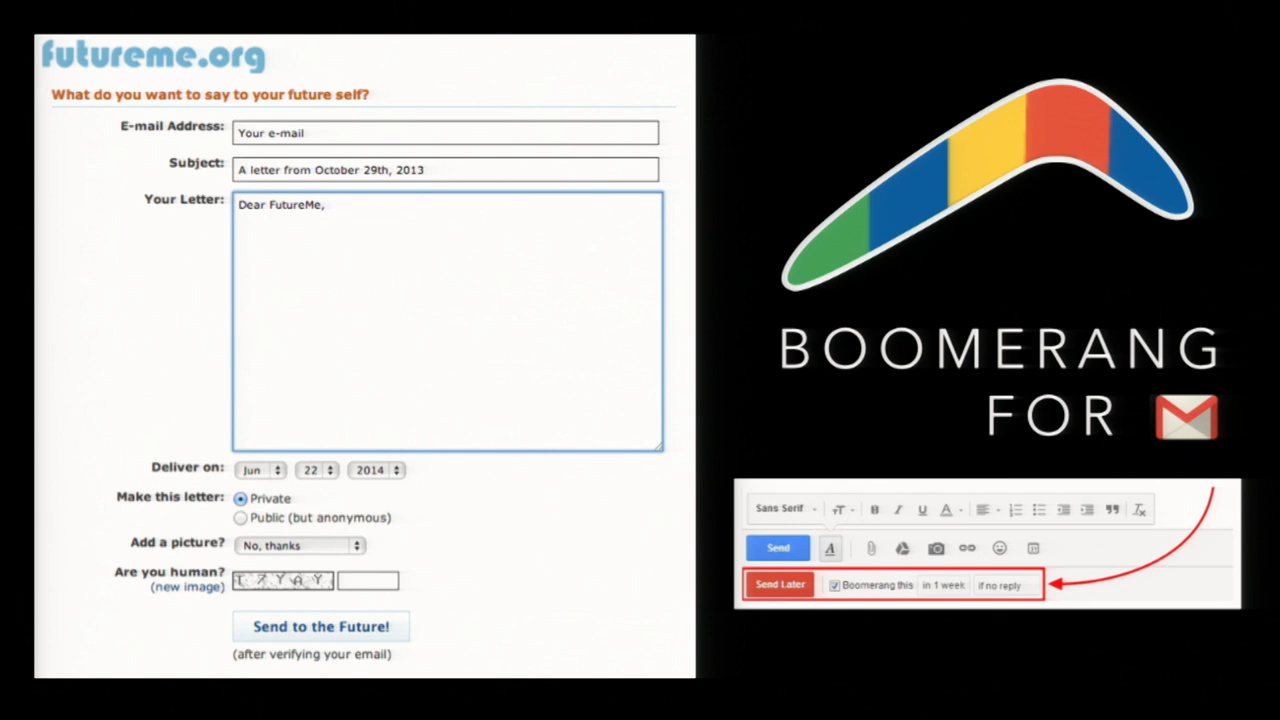 futureme.org
What do you want to say to your future self?
E-mail Address: Your e-mail
Subject: A letter from October 29th, 2013
Your Letter: Dear FutureMe,
Deliver on: Jun 22 2014
Make this letter: Private
Public (but anonymous)
Add a picture? No, thanks
Are you human?
(new image)
Send to the Future!
(after verifying your email)
BOOMERANG
FOR
Sans Serif
Send
Send Later Boomerang this in 1 week if no reply